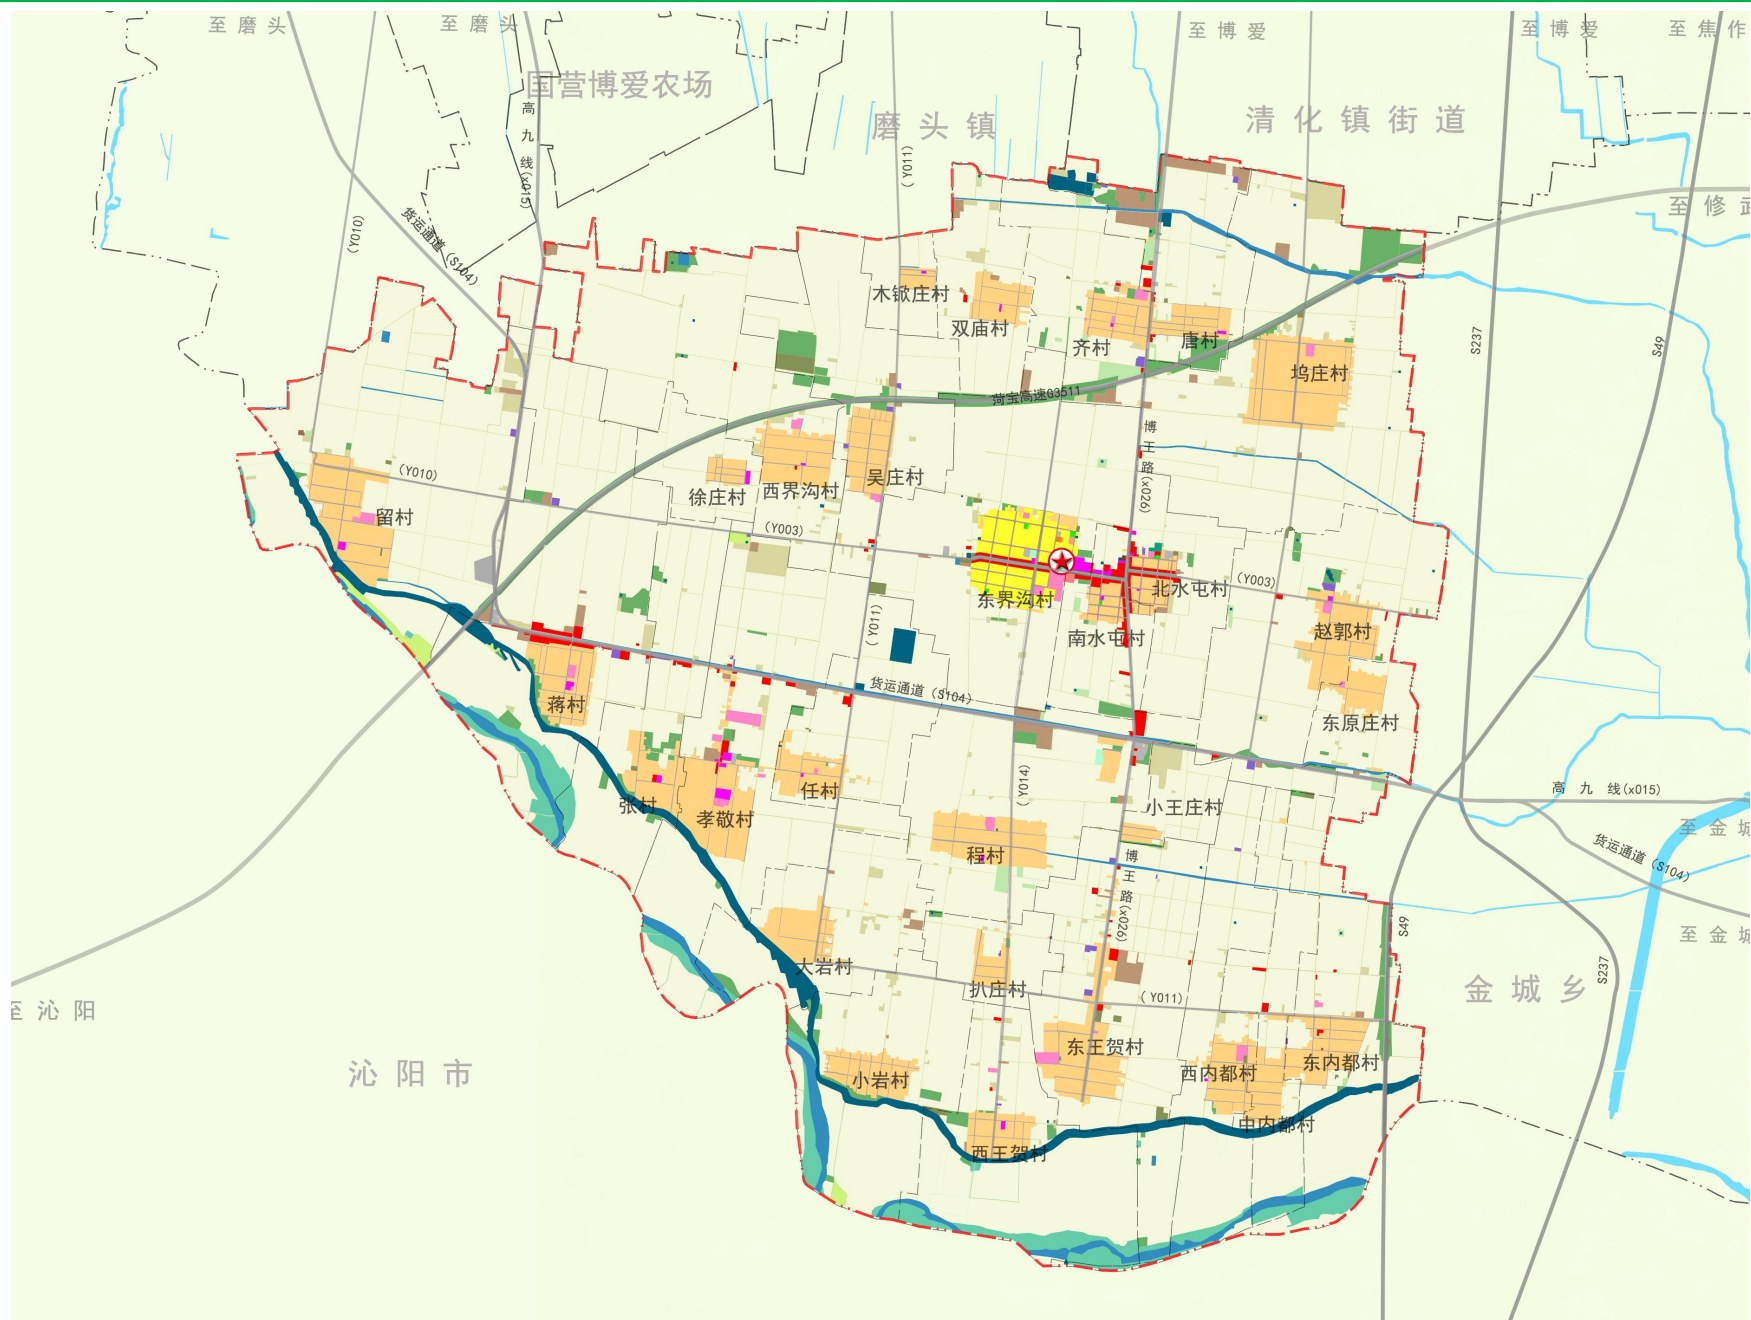 至磨头
至磨头
至博爱
至博爱
至焦作
国营博爱农场
磨头镇
清化镇街道
高九线(x015)
(Y011)
至修武
(Y010)
货运通道（S104）
木锨庄村
双庙村
齐村
唐村
坞庄村
S237
S49
菏宝高速G3511
博王路(x026)
(Y010)
留村
徐庄村
西界沟村
吴庄村
(Y003)
东界沟村
北水屯村
(Y003)
南水屯村
赵郭村
(Y011)
蒋村
货运通道（S104）
东原庄村
(Y014)
张村
孝敬村
任村
小王庄村
高九线(x015)
至金城
程村
博王路(x026)
货运通道（S104）
S49
至金城
大岩村
扒庄村
(Y011)
S237
金城乡
至沁阳
沁阳市
东王贺村
小岩村
西内都村
东内都村
中内都村
西王贺村